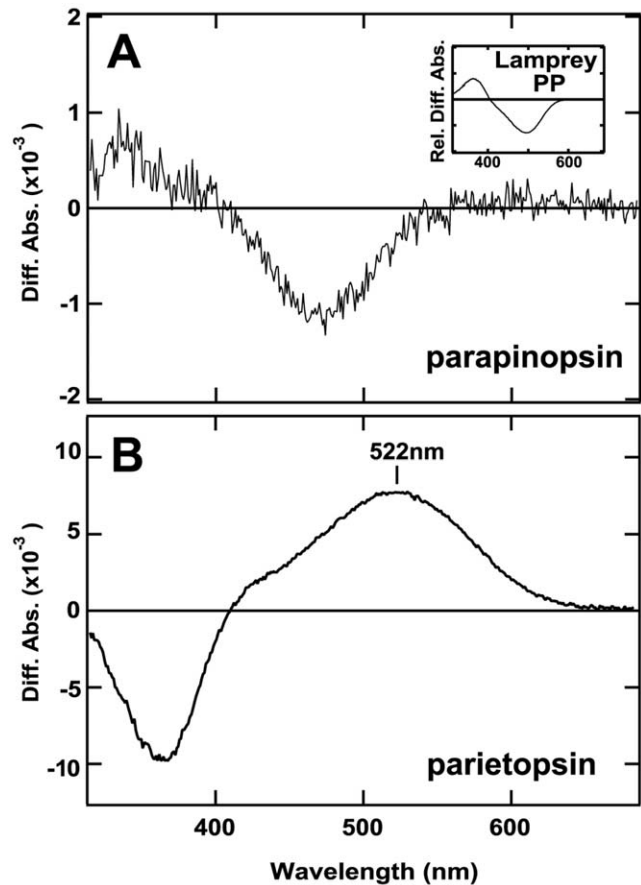 A
2
1
0
-1
-2
Diff. Abs. (x10⁻³)
Lamprey
PP
Rel. Diff. Abs.
400 600
parapinopsin
B
10
5
0
-5
-10
Diff. Abs. (x10⁻³)
522nm
parietopsin
400 500 600
Wavelength (nm)